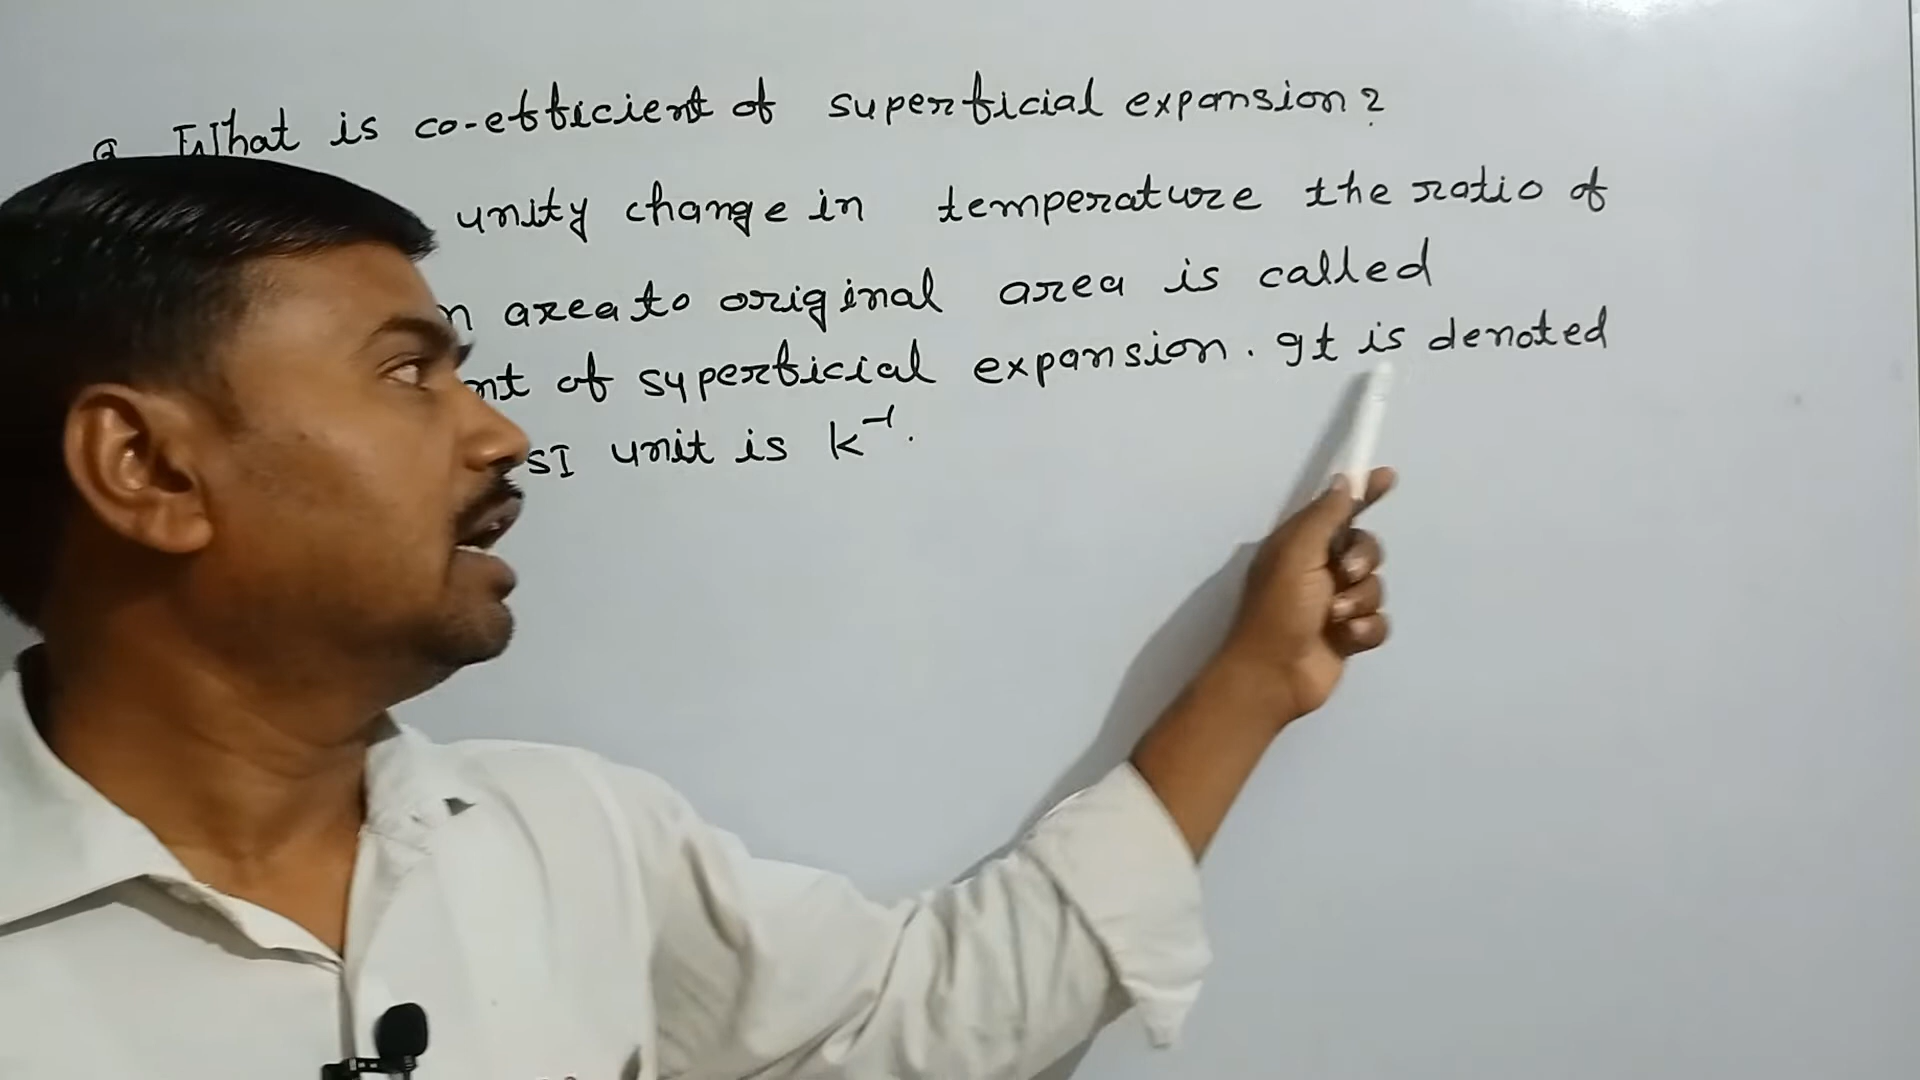 Q What is co-efficient of superficial expansion?
unity change in temperature the ratio of
n area to original area is called
nt of syperficial expansion. It is denoted
SI unit is k⁻¹.